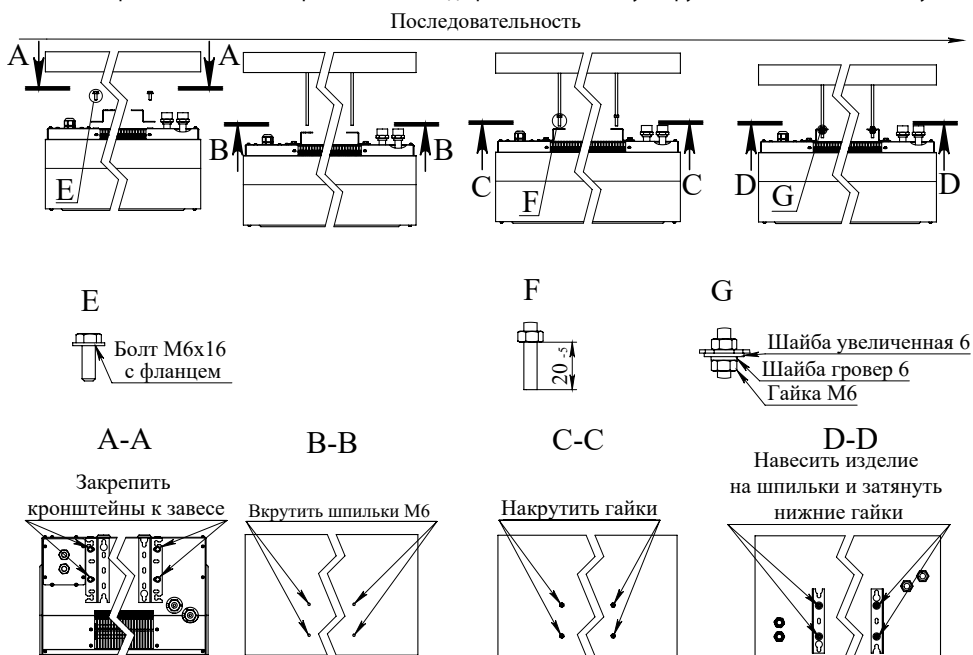 Последовательность
A A
B B
C C
D D
E
F
G
E
Болт М6х16
с фланцем
F
20 -5
G
Шайба увеличенная 6
Шайба гровер 6
Гайка М6
A-A
Закрепить
кронштейны к завесе
B-B
Вкрутить шпильки М6
C-C
Накрутить гайки
D-D
Навесить изделие
на шпильки и затянуть
нижние гайки